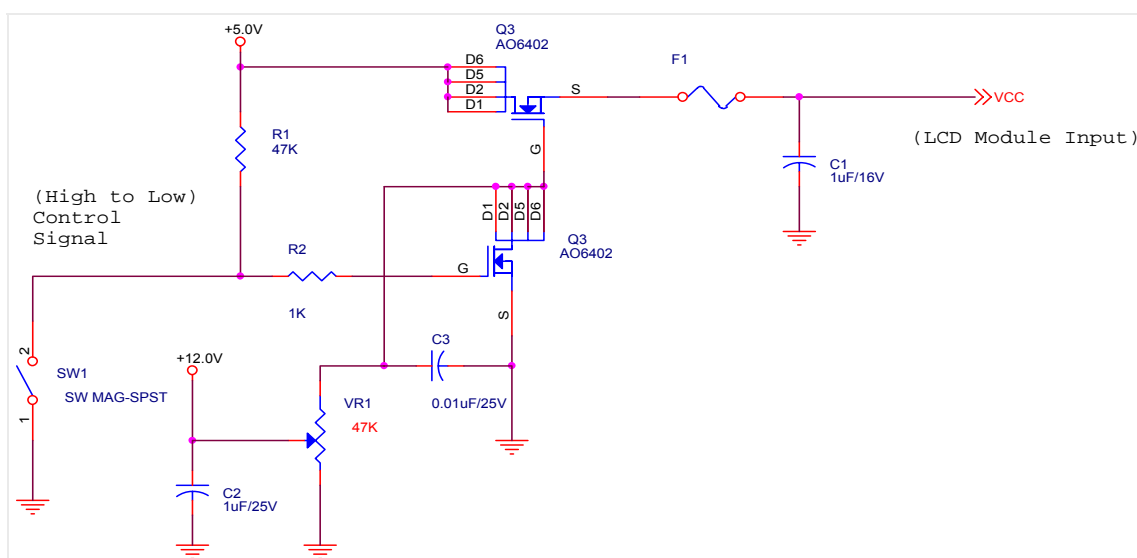 +5.0V
Q3
AO6402
D6
D5
D2
D1
S
G
F1
VCC
(LCD Module Input)
R1
47K
C1
1uF/16V
(High to Low)
Control
Signal
D1
D2
D5
D6
Q3
AO6402
R2
1K
G
S
C3
0.01uF/25V
+12.0V
2
SW1
SW MAG-SPST
1
VR1
47K
C2
1uF/25V